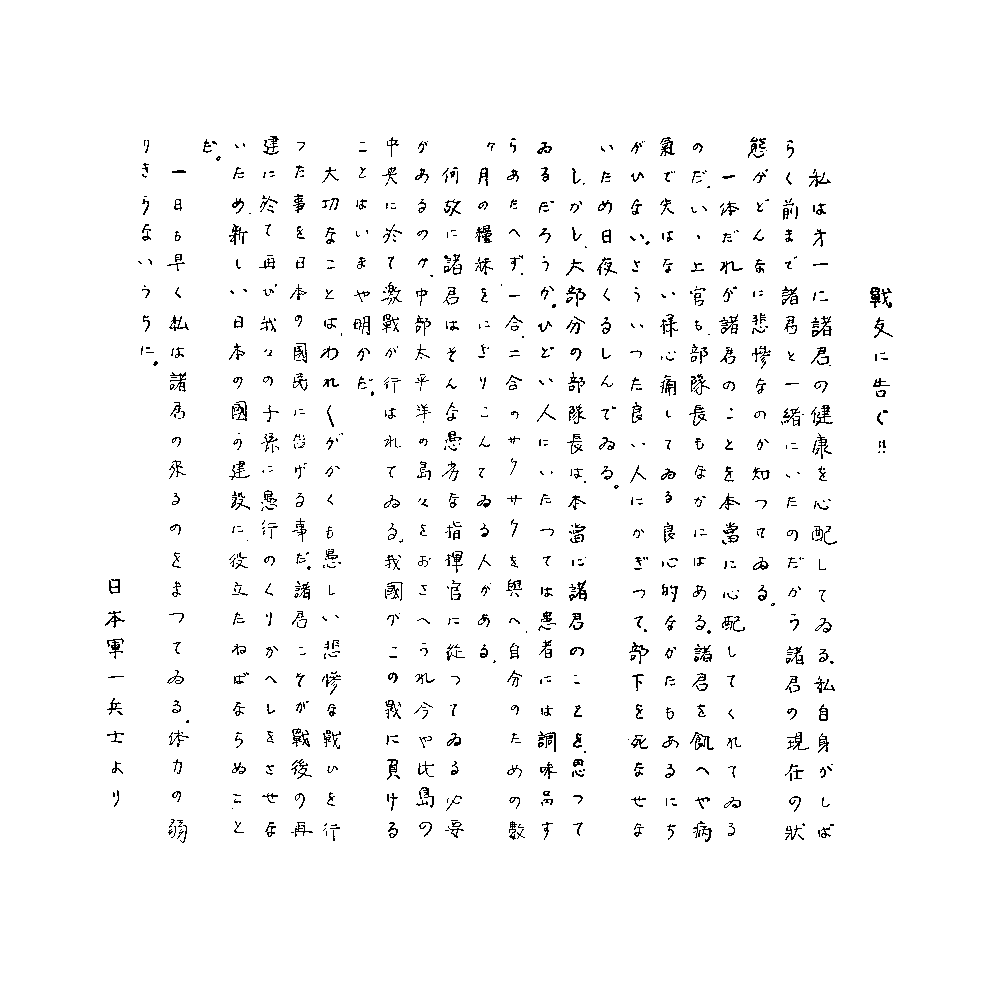 戰友に告ぐ!!
私は才一に諸君の健康を心配してゐる、私自身がしば
らく前まで諸君と一緒にいたのだから諸君の現在の狀
態がどんなに悲慘なのか知つてゐる。
一体だれが諸君のことを本當に心配してくれてゐる
のだ、いゝ上官も、部隊長もなかにはある。諸君を飢へや病
氣で失はない様心痛してゐる良心的なかたもあるにち
がひない。さういつた良い人にかぎつて、部下を死なせな
いため日夜くるしんでゐる。
しかし、大部分の部隊長は、本當に諸君のことを、思つて
ゐるだろうか。ひどい人にいたつては患者には調味品す
らあたへず、一合、二合のサクサクを與へ、自分のための數
ヶ月の糧秣をにぎりこんでゐる人がある。
何故に諸君はそんな愚劣な指揮官に従つてゐる必要
があるのか、中部太平洋の島々をおさへられ今や比島の
中央に於て激戰が行はれてゐる、我國がこの戰に負ける
ことはいまや明かだ。
大切なことは、われ〱がかくも愚しい悲慘な戰ひを行
つた事を日本の國民に告げる事だ。諸君こそが戰後の再
建に於て再び我々の子孫に愚行のくりかへしをさせな
いため、新しい日本の國う建設に、役立たねばならぬこと
だ。
一日も早く私は諸君の來るのをまつてゐる、体力の弱
りきらないうちに。
日本軍一兵士より